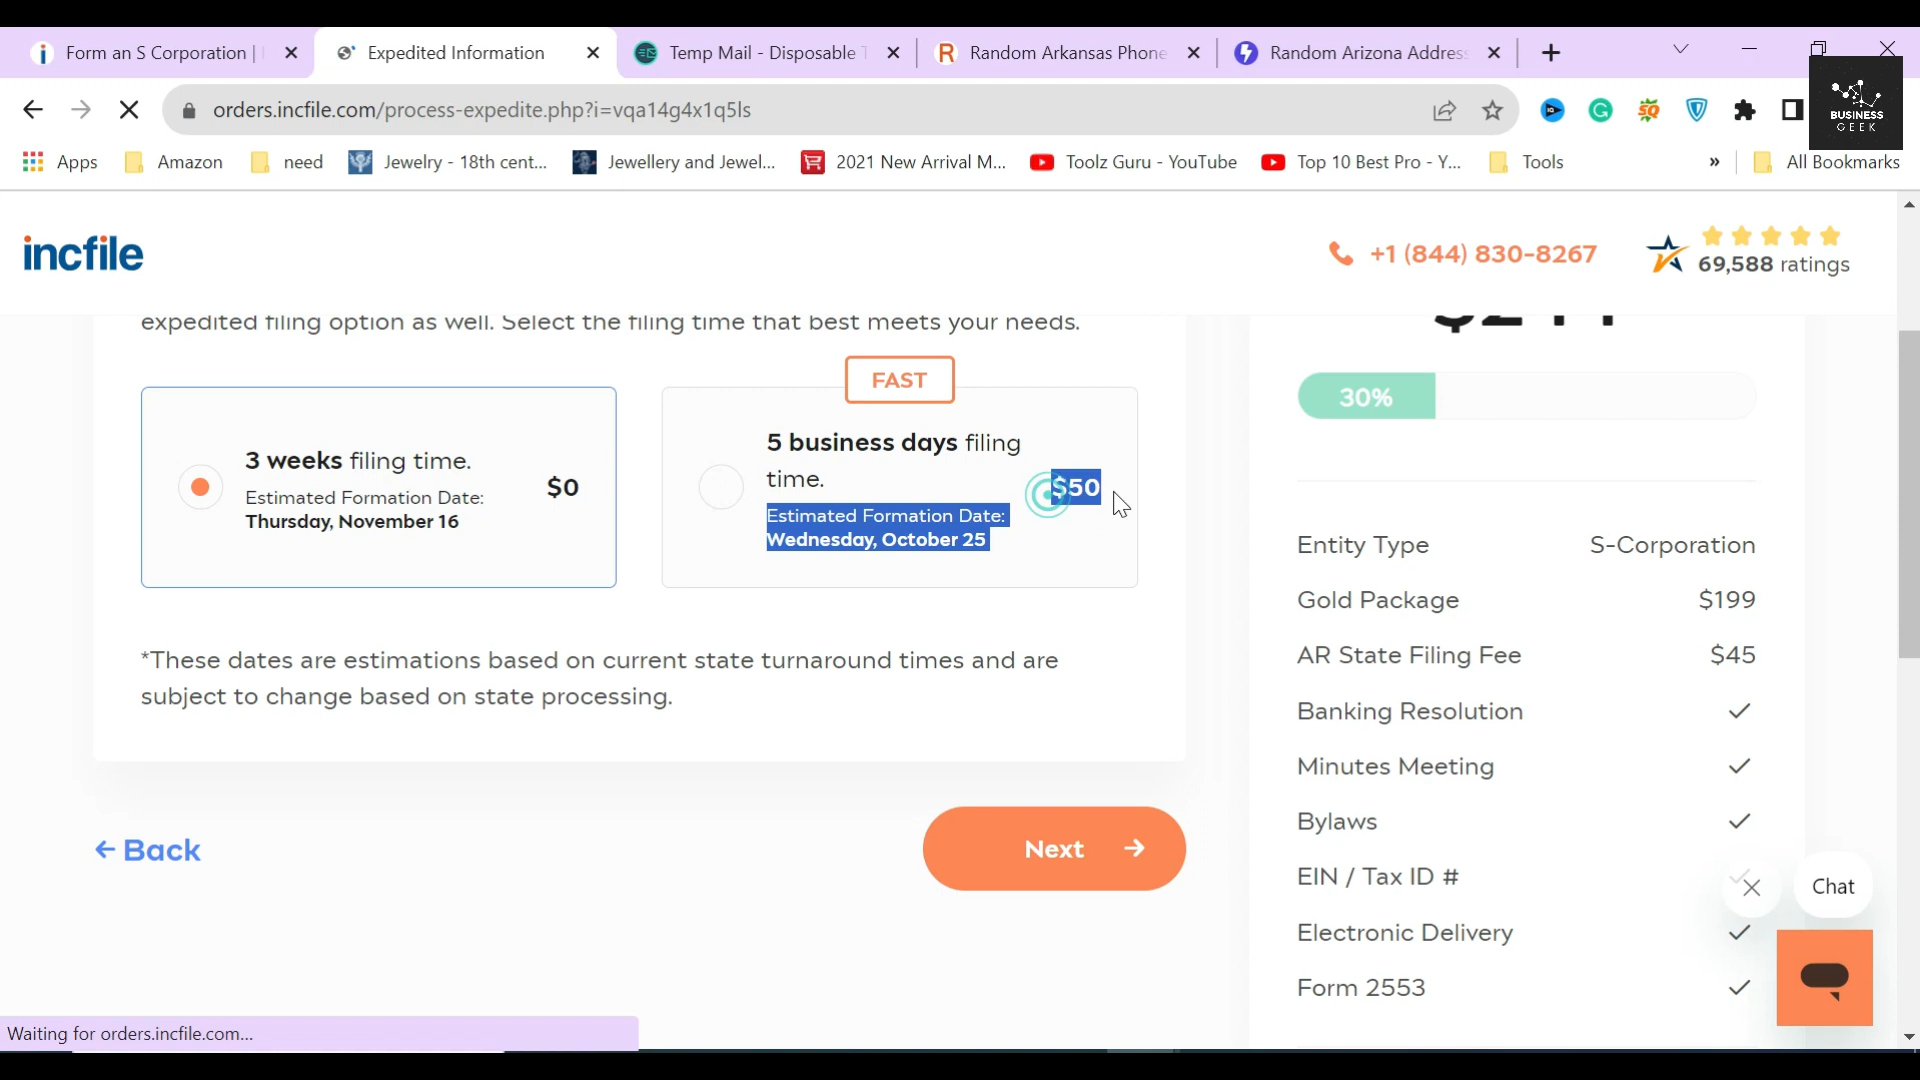 Form an S Corporation |
Expedited Information
Temp Mail - Disposable T
Random Arkansas Phone
Random Arizona Address
orders.incfile.com/process-expedite.php?i=vqa14g4x1q5ls
BUSINESS
GEEK
Apps
Amazon
need
Jewelry - 18th cent...
Jewellery and Jewel...
2021 New Arrival M...
Toolz Guru - YouTube
Top 10 Best Pro - Y...
Tools
»
All Bookmarks
incfile
+1 (844) 830-8267
69,588 ratings
expedited filing option as well. Select the filing time that best meets your needs.
FAST
3 weeks filing time.
Estimated Formation Date:
Thursday, November 16
$0
5 business days filing
time.
Estimated Formation Date:
Wednesday, October 25
$50
*These dates are estimations based on current state turnaround times and are
subject to change based on state processing.
← Back
Next →
30%
Entity Type S-Corporation
Gold Package $199
AR State Filing Fee $45
Banking Resolution
Minutes Meeting
Bylaws
EIN / Tax ID #
Electronic Delivery
Form 2553
Chat
Waiting for orders.incfile.com...